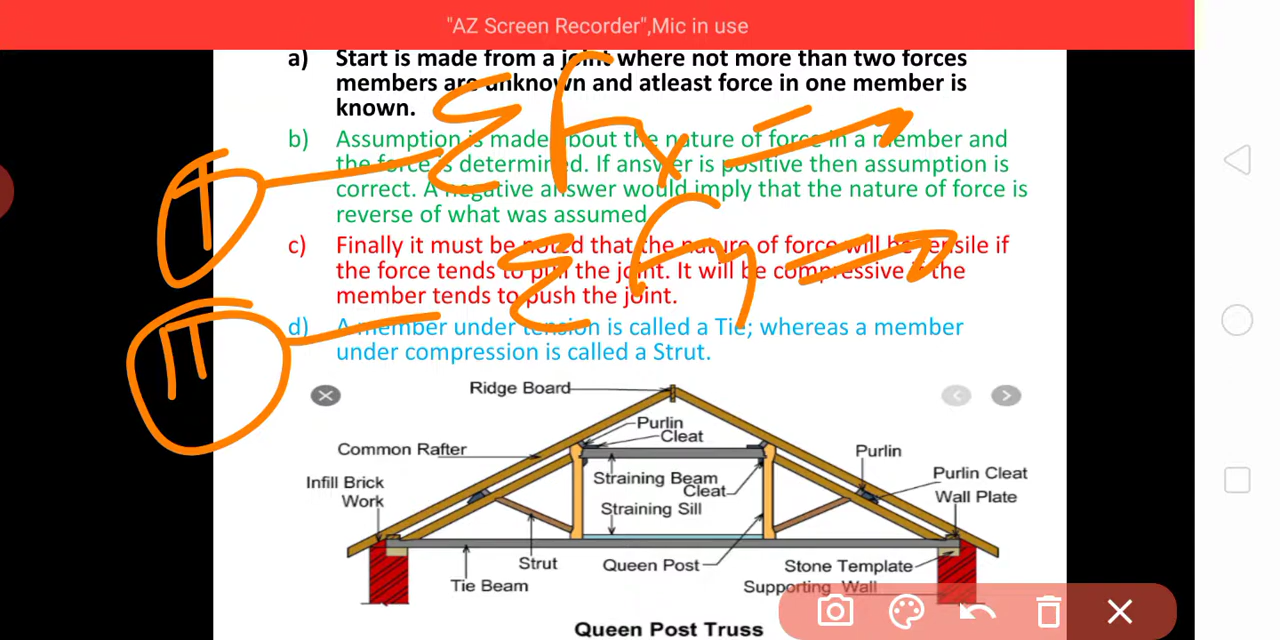 "AZ Screen Recorder",Mic in use
a) Start is made from a joint where not more than two forces
members are unknown and atleast force in one member is
known.
b) Assumption is made about the nature of force in a member and
the force is determined. If answer is positive then assumption is
correct. A negative answer would imply that the nature of force is
reverse of what was assumed
c) Finally it must be noted that the nature of force will be tensile if
the force tends to pull the joint. It will be compressive if the
member tends to push the joint.
d) A member under tension is called a Tie; whereas a member
under compression is called a Strut.
I
ΣFx =
II
ΣFy =
Ridge Board
Purlin
Cleat
Common Rafter
Purlin
Infill Brick
Work
Straining Beam
Cleat
Purlin Cleat
Wall Plate
Straining Sill
Strut
Queen Post
Stone Template
Tie Beam
Supporting Wall
Queen Post Truss